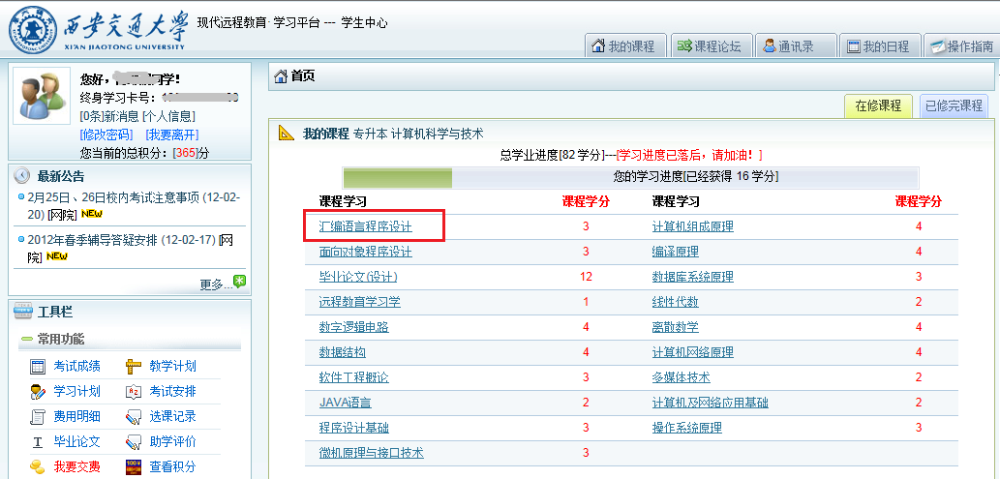 西安交通大学 现代远程教育· 学习平台 --- 学生中心
XI'AN JIAOTONG UNIVERSITY
我的课程 课程论坛 通讯录 我的日程 操作指南
您好, 同学!
终身学习卡号:
[0条]新消息 [个人信息]
[修改密码] [我要离开]
您当前的总积分: [365]分
最新公告
2月25日、26日校内考试注意事项 (12-02-
20) [网院] NEW
2012年春季辅导答疑安排 (12-02-17) [网
院] NEW
更多...
工具栏
常用功能
考试成绩 教学计划
学习计划 考试安排
费用明细 选课记录
毕业论文 助学评价
我要交费 查看积分
首页
在修课程 已修完课程
我的课程 专升本 计算机科学与技术
总学业进度[82 学分]---[学习进度已落后，请加油！]
您的学习进度[已经获得 16 学分]
课程学习 课程学分 课程学习 课程学分
汇编语言程序设计 3 计算机组成原理 4
面向对象程序设计 3 编译原理 4
毕业论文(设计) 12 数据库系统原理 3
远程教育学习学 1 线性代数 2
数字逻辑电路 4 离散数学 4
数据结构 4 计算机网络原理 4
软件工程概论 3 多媒体技术 2
JAVA语言 2 计算机及网络应用基础 2
程序设计基础 3 操作系统原理 3
微机原理与接口技术 3